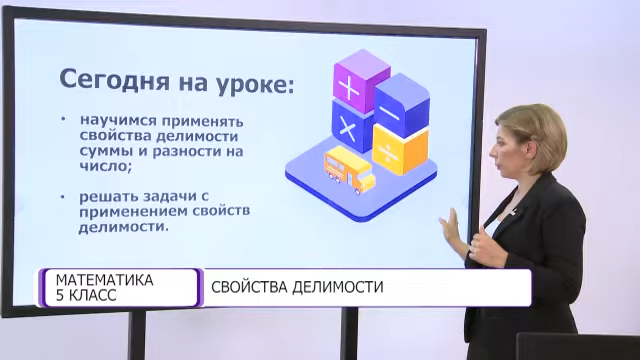 Сегодня на уроке:
• научимся применять
свойства делимости
суммы и разности на
число;
• решать задачи с
применением свойств
делимости.
МАТЕМАТИКА
5 КЛАСС
СВОЙСТВА ДЕЛИМОСТИ